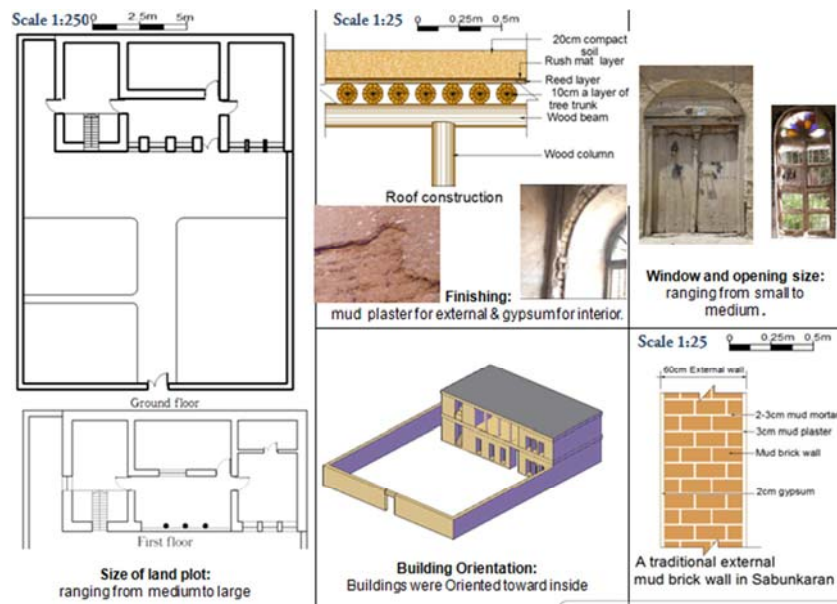 Scale 1:250
0 2.5m 5m
Ground floor
First floor
Size of land plot:
ranging from mediumto large
Scale 1:25
0 0.25m 0.5m
20cm compact
soil
Rush mat layer
Reed layer
10cm a layer of
tree trunk
Wood beam
Wood column
Roof construction
Finishing:
mud plaster for external & gypsum for interior.
Window and opening size:
ranging from small to
medium.
Building Orientation:
Buildings were Oriented toward inside
Scale 1:25
0 0.25m 0.5m
60cm External wall
2-3cm mud mortar
3cm mud plaster
Mud brick wall
2cm gypsum
A traditional external
mud brick wall in Sabunkaran